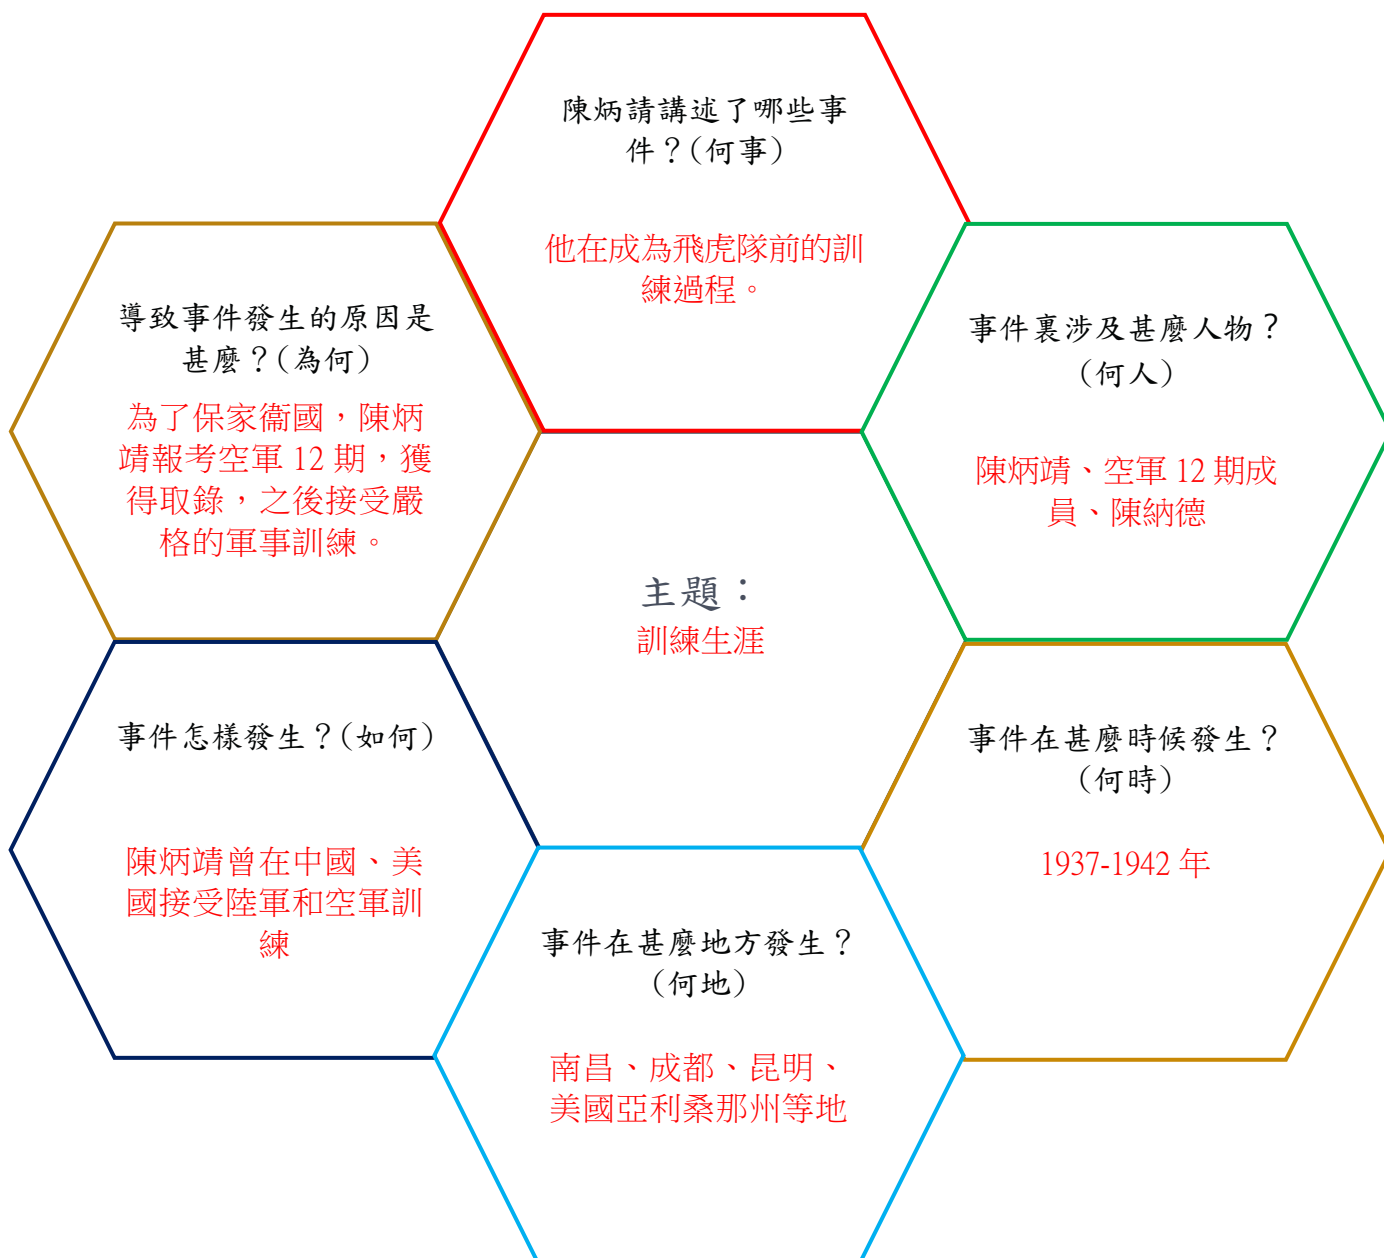 陳炳請講述了哪些事
件？(何事)
他在成為飛虎隊前的訓
練過程。
導致事件發生的原因是
甚麼？(為何)
為了保家衞國，陳炳
靖報考空軍 12 期，獲
得取錄，之後接受嚴
格的軍事訓練。
事件裏涉及甚麼人物？
(何人)
陳炳靖、空軍 12 期成
員、陳納德
主題：
訓練生涯
事件怎樣發生？(如何)
陳炳靖曾在中國、美
國接受陸軍和空軍訓
練
事件在甚麼時候發生？
(何時)
1937-1942 年
事件在甚麼地方發生？
(何地)
南昌、成都、昆明、
美國亞利桑那州等地